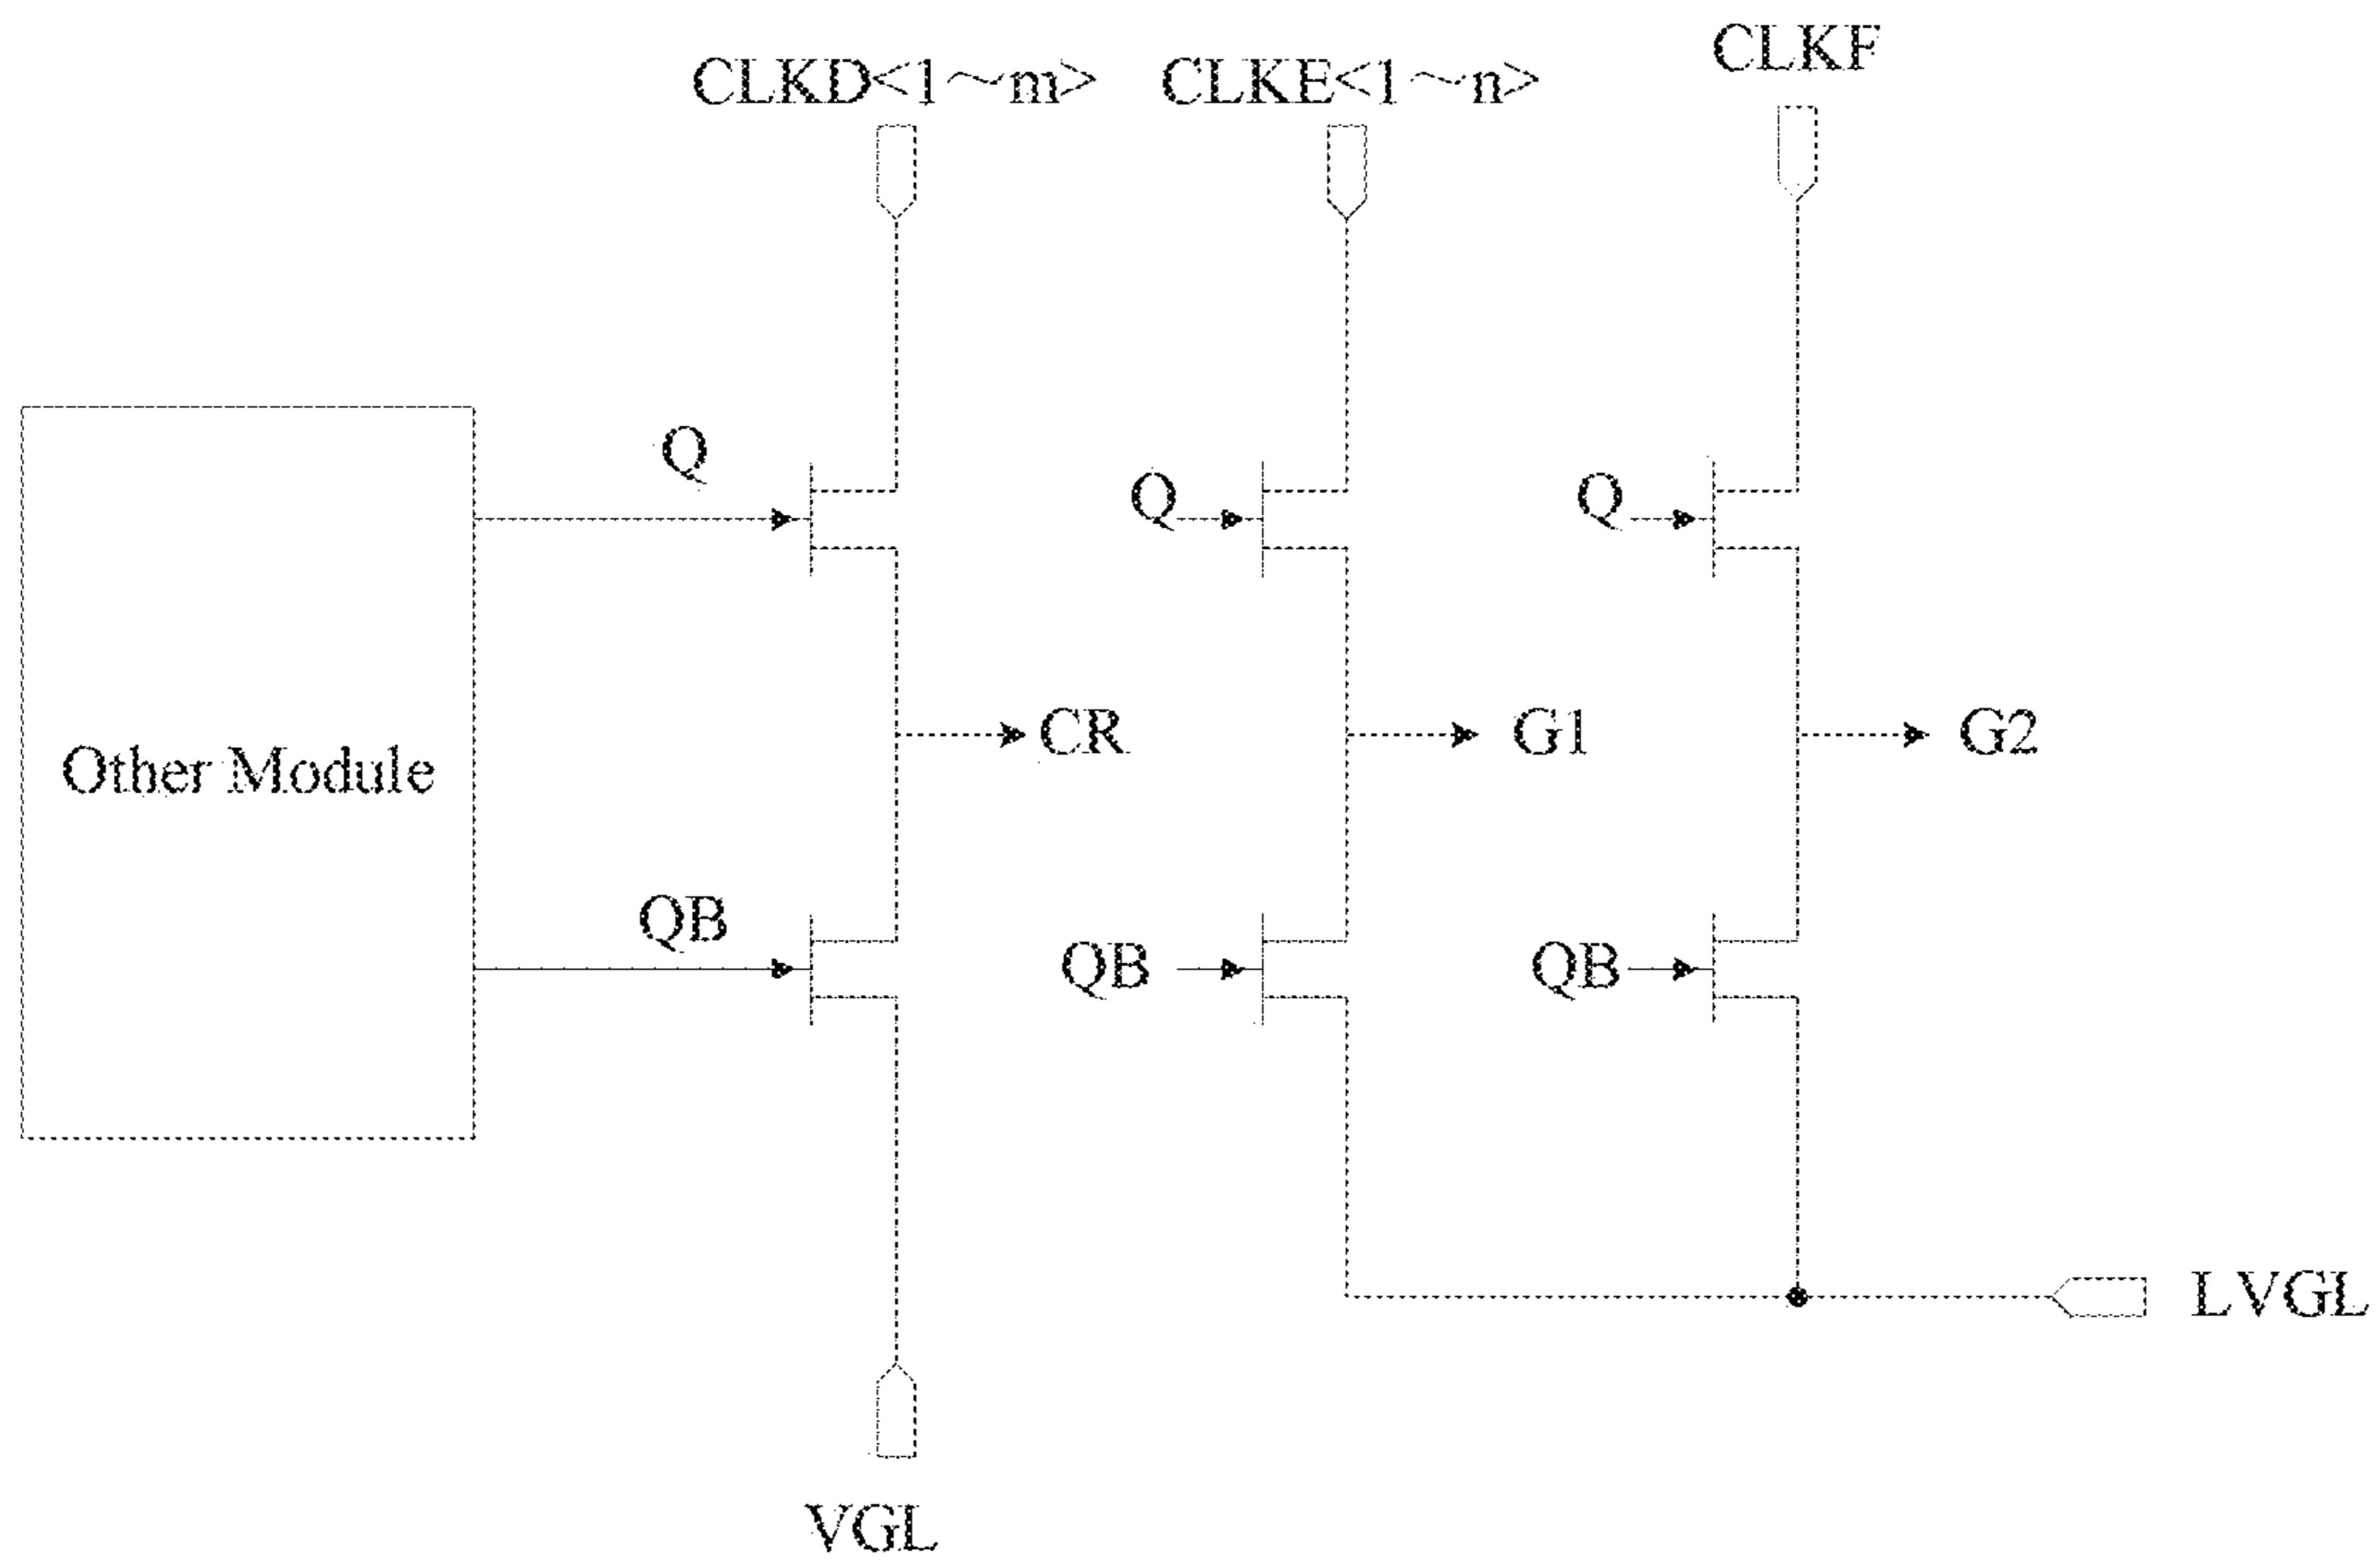 CLKD<1~m>
CLKE<1~n>
CLKF
Q
Q
Q
CR
G1
G2
Other Module
QB
QB
QB
LVGL
VGL